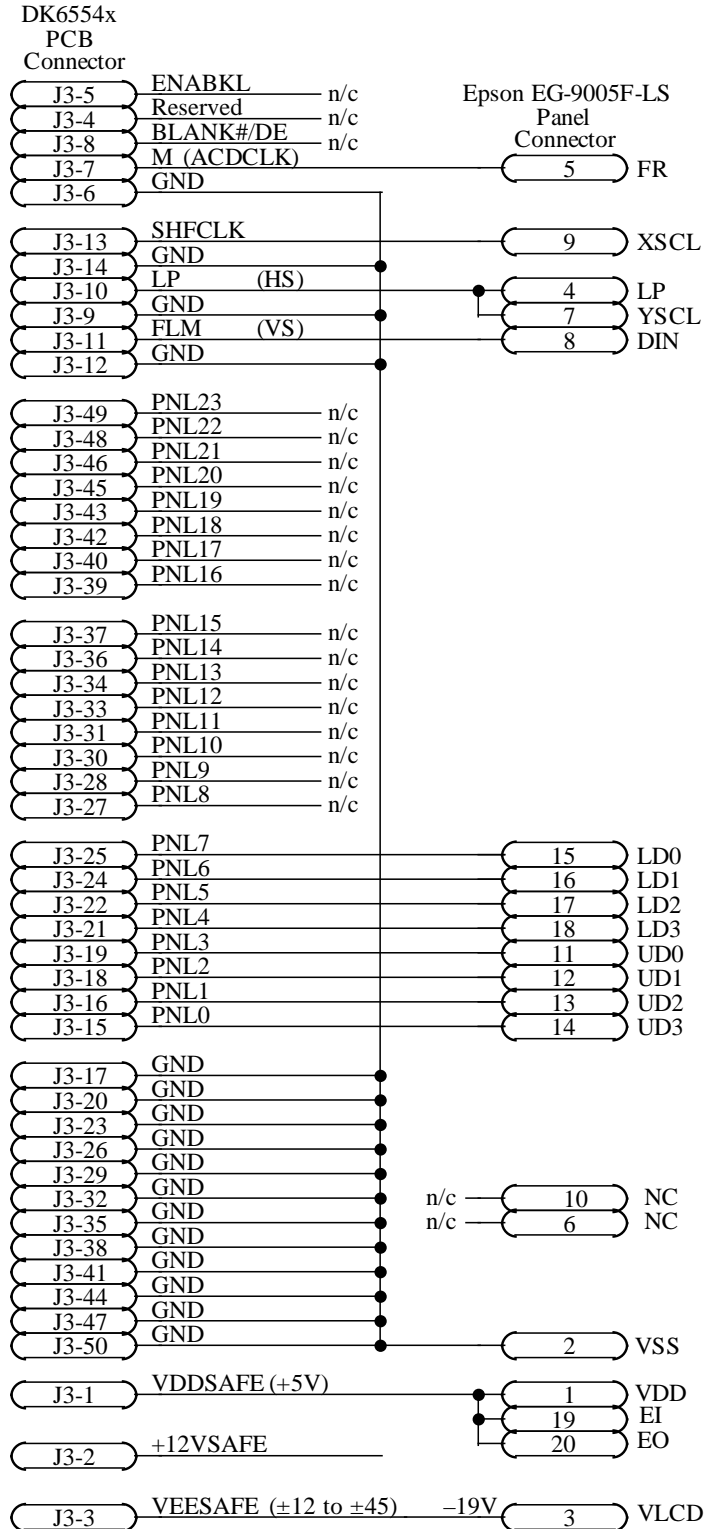 DK6554x
PCB
Connector
Epson EG-9005F-LS
Panel
Connector
J3-5 ENABKL n/c
J3-4 Reserved n/c
J3-8 BLANK#/DE n/c
J3-7 M (ACDCLK) 5 FR
J3-6 GND
J3-13 SHFCLK 9 XSCL
J3-14 GND
J3-10 LP (HS) 4 LP
J3-9 GND 7 YSCL
J3-11 FLM (VS) 8 DIN
J3-12 GND
J3-49 PNL23 n/c
J3-48 PNL22 n/c
J3-46 PNL21 n/c
J3-45 PNL20 n/c
J3-43 PNL19 n/c
J3-42 PNL18 n/c
J3-40 PNL17 n/c
J3-39 PNL16 n/c
J3-37 PNL15 n/c
J3-36 PNL14 n/c
J3-34 PNL13 n/c
J3-33 PNL12 n/c
J3-31 PNL11 n/c
J3-30 PNL10 n/c
J3-28 PNL9 n/c
J3-27 PNL8 n/c
J3-25 PNL7 15 LD0
J3-24 PNL6 16 LD1
J3-22 PNL5 17 LD2
J3-21 PNL4 18 LD3
J3-19 PNL3 11 UD0
J3-18 PNL2 12 UD1
J3-16 PNL1 13 UD2
J3-15 PNL0 14 UD3
J3-17 GND
J3-20 GND
J3-23 GND
J3-26 GND
J3-29 GND
J3-32 GND n/c 10 NC
J3-35 GND n/c 6 NC
J3-38 GND
J3-41 GND
J3-44 GND
J3-47 GND
J3-50 GND 2 VSS
J3-1 VDDSAFE (+5V) 1 VDD
19 EI
20 EO
J3-2 +12VSAFE
J3-3 VEESAFE (±12 to ±45) –19V 3 VLCD